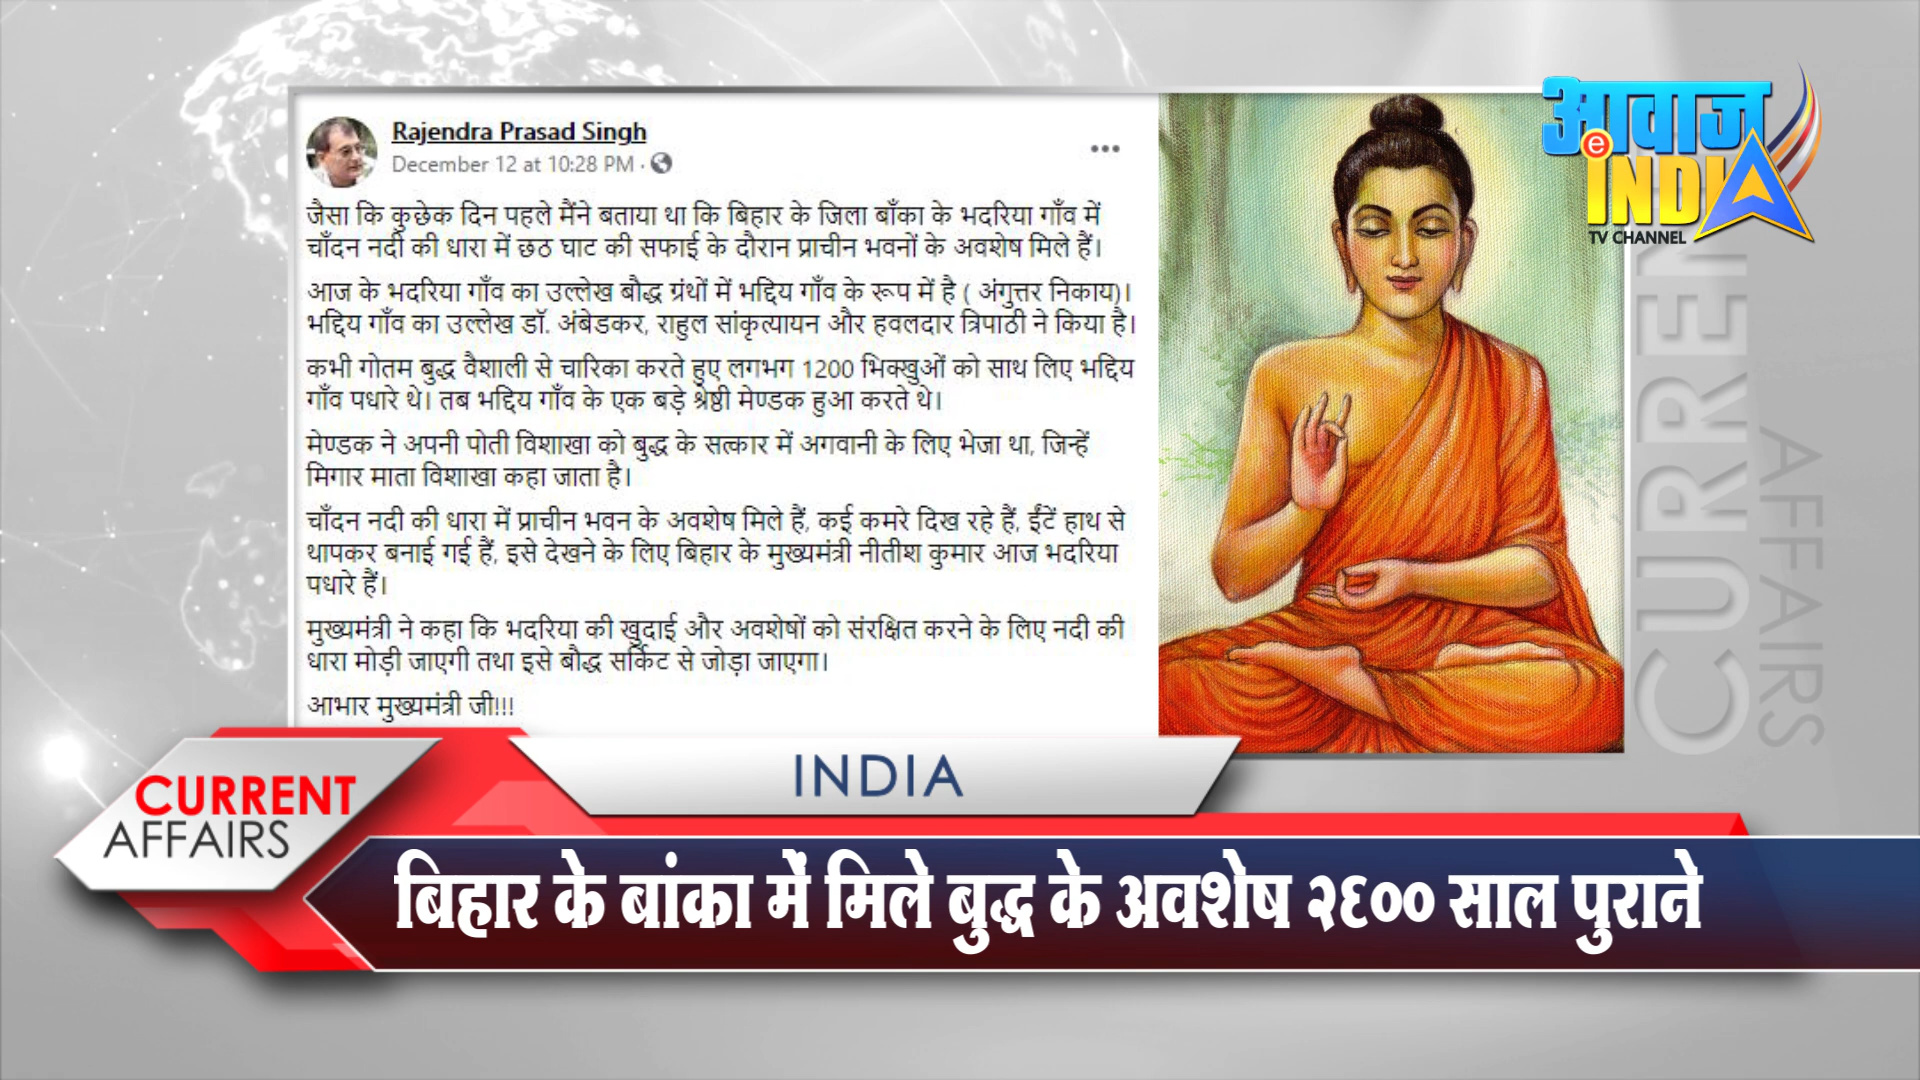 Rajendra Prasad Singh
December 12 at 10:28 PM ·
जैसा कि कुछेक दिन पहले मैंने बताया था कि बिहार के जिला बाँका के भदरिया गाँव में
चाँदन नदी की धारा में छठ घाट की सफाई के दौरान प्राचीन भवनों के अवशेष मिले हैं।
आज के भदरिया गाँव का उल्लेख बौद्ध ग्रंथों में भद्दिय गाँव के रूप में है ( अंगुत्तर निकाय)।
भद्दिय गाँव का उल्लेख डॉ. अंबेडकर, राहुल सांकृत्यायन और हवलदार त्रिपाठी ने किया है।
कभी गोतम बुद्ध वैशाली से चारिका करते हुए लगभग 1200 भिक्खुओं को साथ लिए भद्दिय
गाँव पधारे थे। तब भद्दिय गाँव के एक बड़े श्रेष्ठी मेण्डक हुआ करते थे।
मेण्डक ने अपनी पोती विशाखा को बुद्ध के सत्कार में अगवानी के लिए भेजा था, जिन्हें
मिगार माता विशाखा कहा जाता है।
चाँदन नदी की धारा में प्राचीन भवन के अवशेष मिले हैं, कई कमरे दिख रहे हैं, ईंटें हाथ से
थापकर बनाई गई हैं, इसे देखने के लिए बिहार के मुख्यमंत्री नीतीश कुमार आज भदरिया
पधारे हैं।
मुख्यमंत्री ने कहा कि भदरिया की खुदाई और अवशेषों को संरक्षित करने के लिए नदी की
धारा मोड़ी जाएगी तथा इसे बौद्ध सर्किट से जोड़ा जाएगा।
आभार मुख्यमंत्री जी!!!
आवाज
e
INDIA
TV CHANNEL
CURREN
AFFAIRS
INDIA
CURRENT
AFFAIRS
बिहार के बांका में मिले बुद्ध के अवशेष २६०० साल पुराने